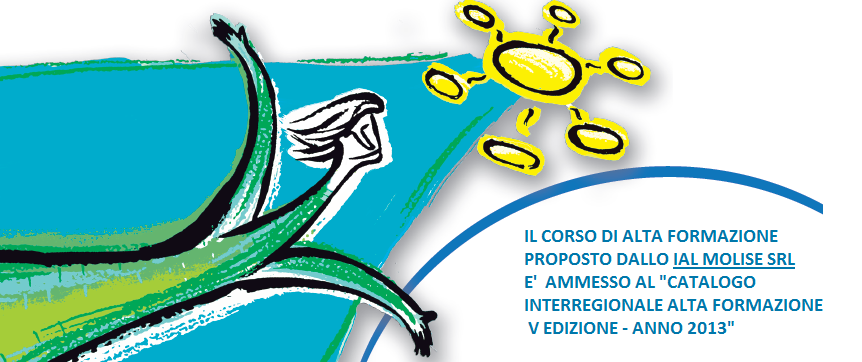 IL CORSO DI ALTA FORMAZIONE
PROPOSTO DALLO IAL MOLISE SRL
E' AMMESSO AL "CATALOGO
INTERREGIONALE ALTA FORMAZIONE
V EDIZIONE - ANNO 2013"